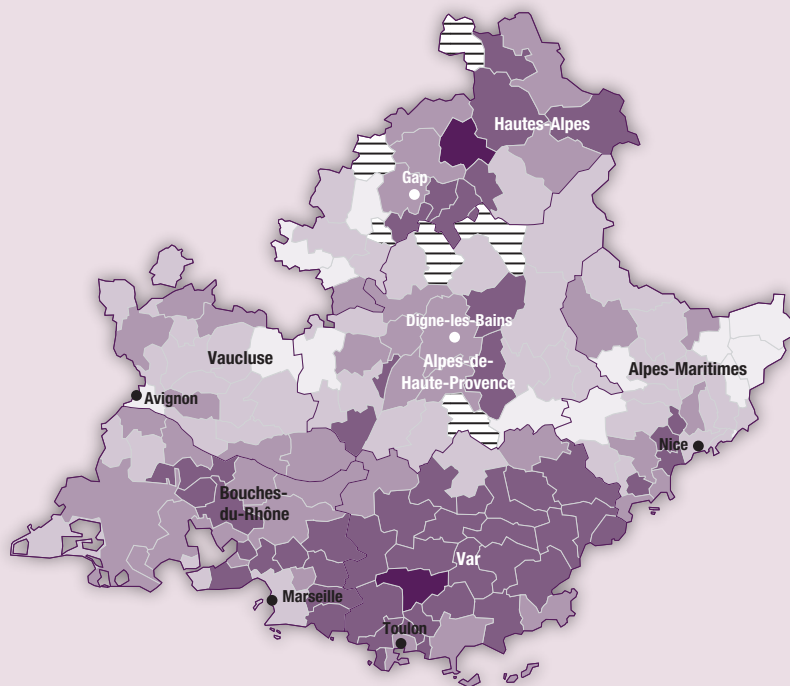 Hautes-Alpes
Gap
Digne-les-Bains
Vaucluse
Alpes-de-
Haute-Provence
Alpes-Maritimes
Avignon
Nice
Bouches-
du-Rhône
Var
Marseille
Toulon